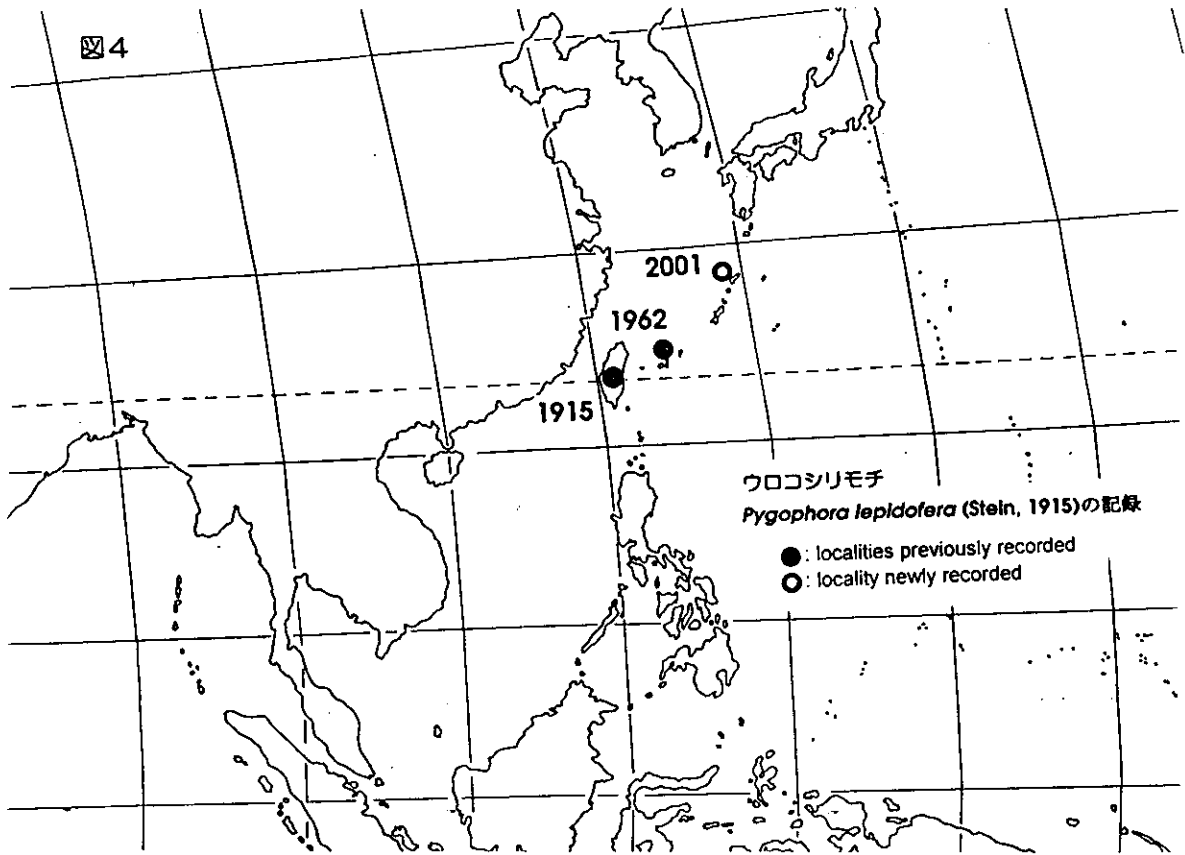 図4
2001
1962
1915
ウロコシリモチ
Pygophora lepidofera (Stein, 1915)の記録
●: localities previously recorded
○: locality newly recorded